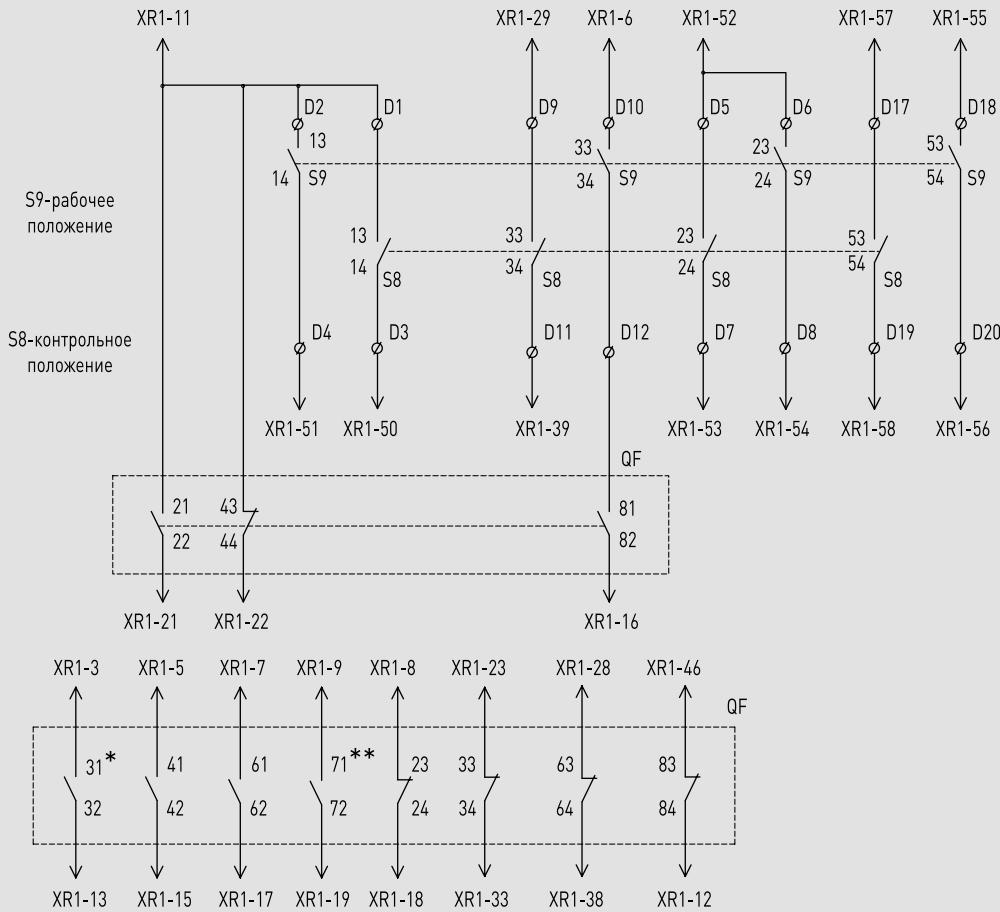 XR1-11 XR1-29 XR1-6 XR1-52 XR1-57 XR1-55
D2 D1 D9 D10 D5 D6 D17 D18
13 33 23 53
14 S9 34 S9 24 S9 54 S9
S9-рабочее
положение
13 33 23 53
14 34 24 54
S8 S8 S8 S8
S8-контрольное
положение
D4 D3 D11 D12 D7 D8 D19 D20
XR1-51 XR1-50 XR1-39 XR1-53 XR1-54 XR1-58 XR1-56
QF
21 43 81
22 44 82
XR1-21 XR1-22 XR1-16
XR1-3 XR1-5 XR1-7 XR1-9 XR1-8 XR1-23 XR1-28 XR1-46
QF
31* 41 61 71** 23 33 63 83
32 42 62 72 24 34 64 84
XR1-13 XR1-15 XR1-17 XR1-19 XR1-18 XR1-33 XR1-38 XR1-12